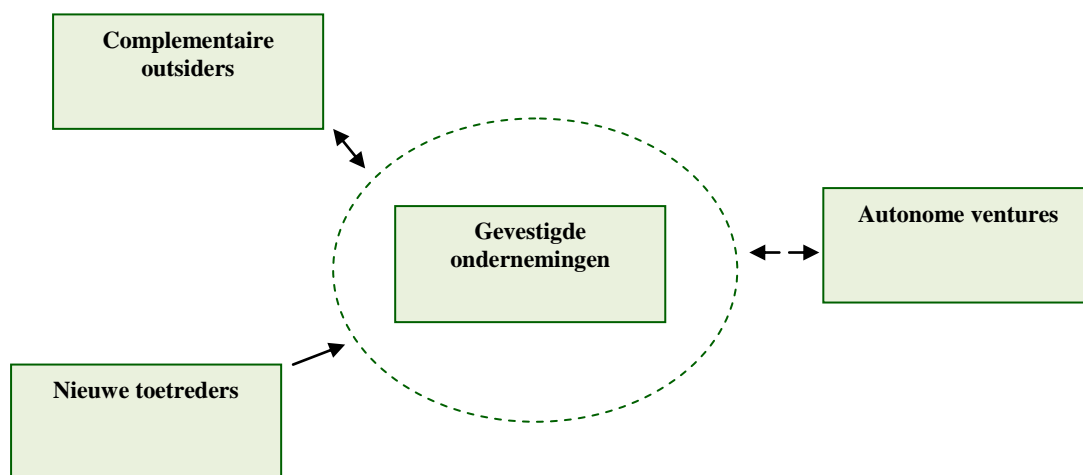 Complementaire
outsiders
Gevestigde
ondernemingen
Autonome ventures
Nieuwe toetreders